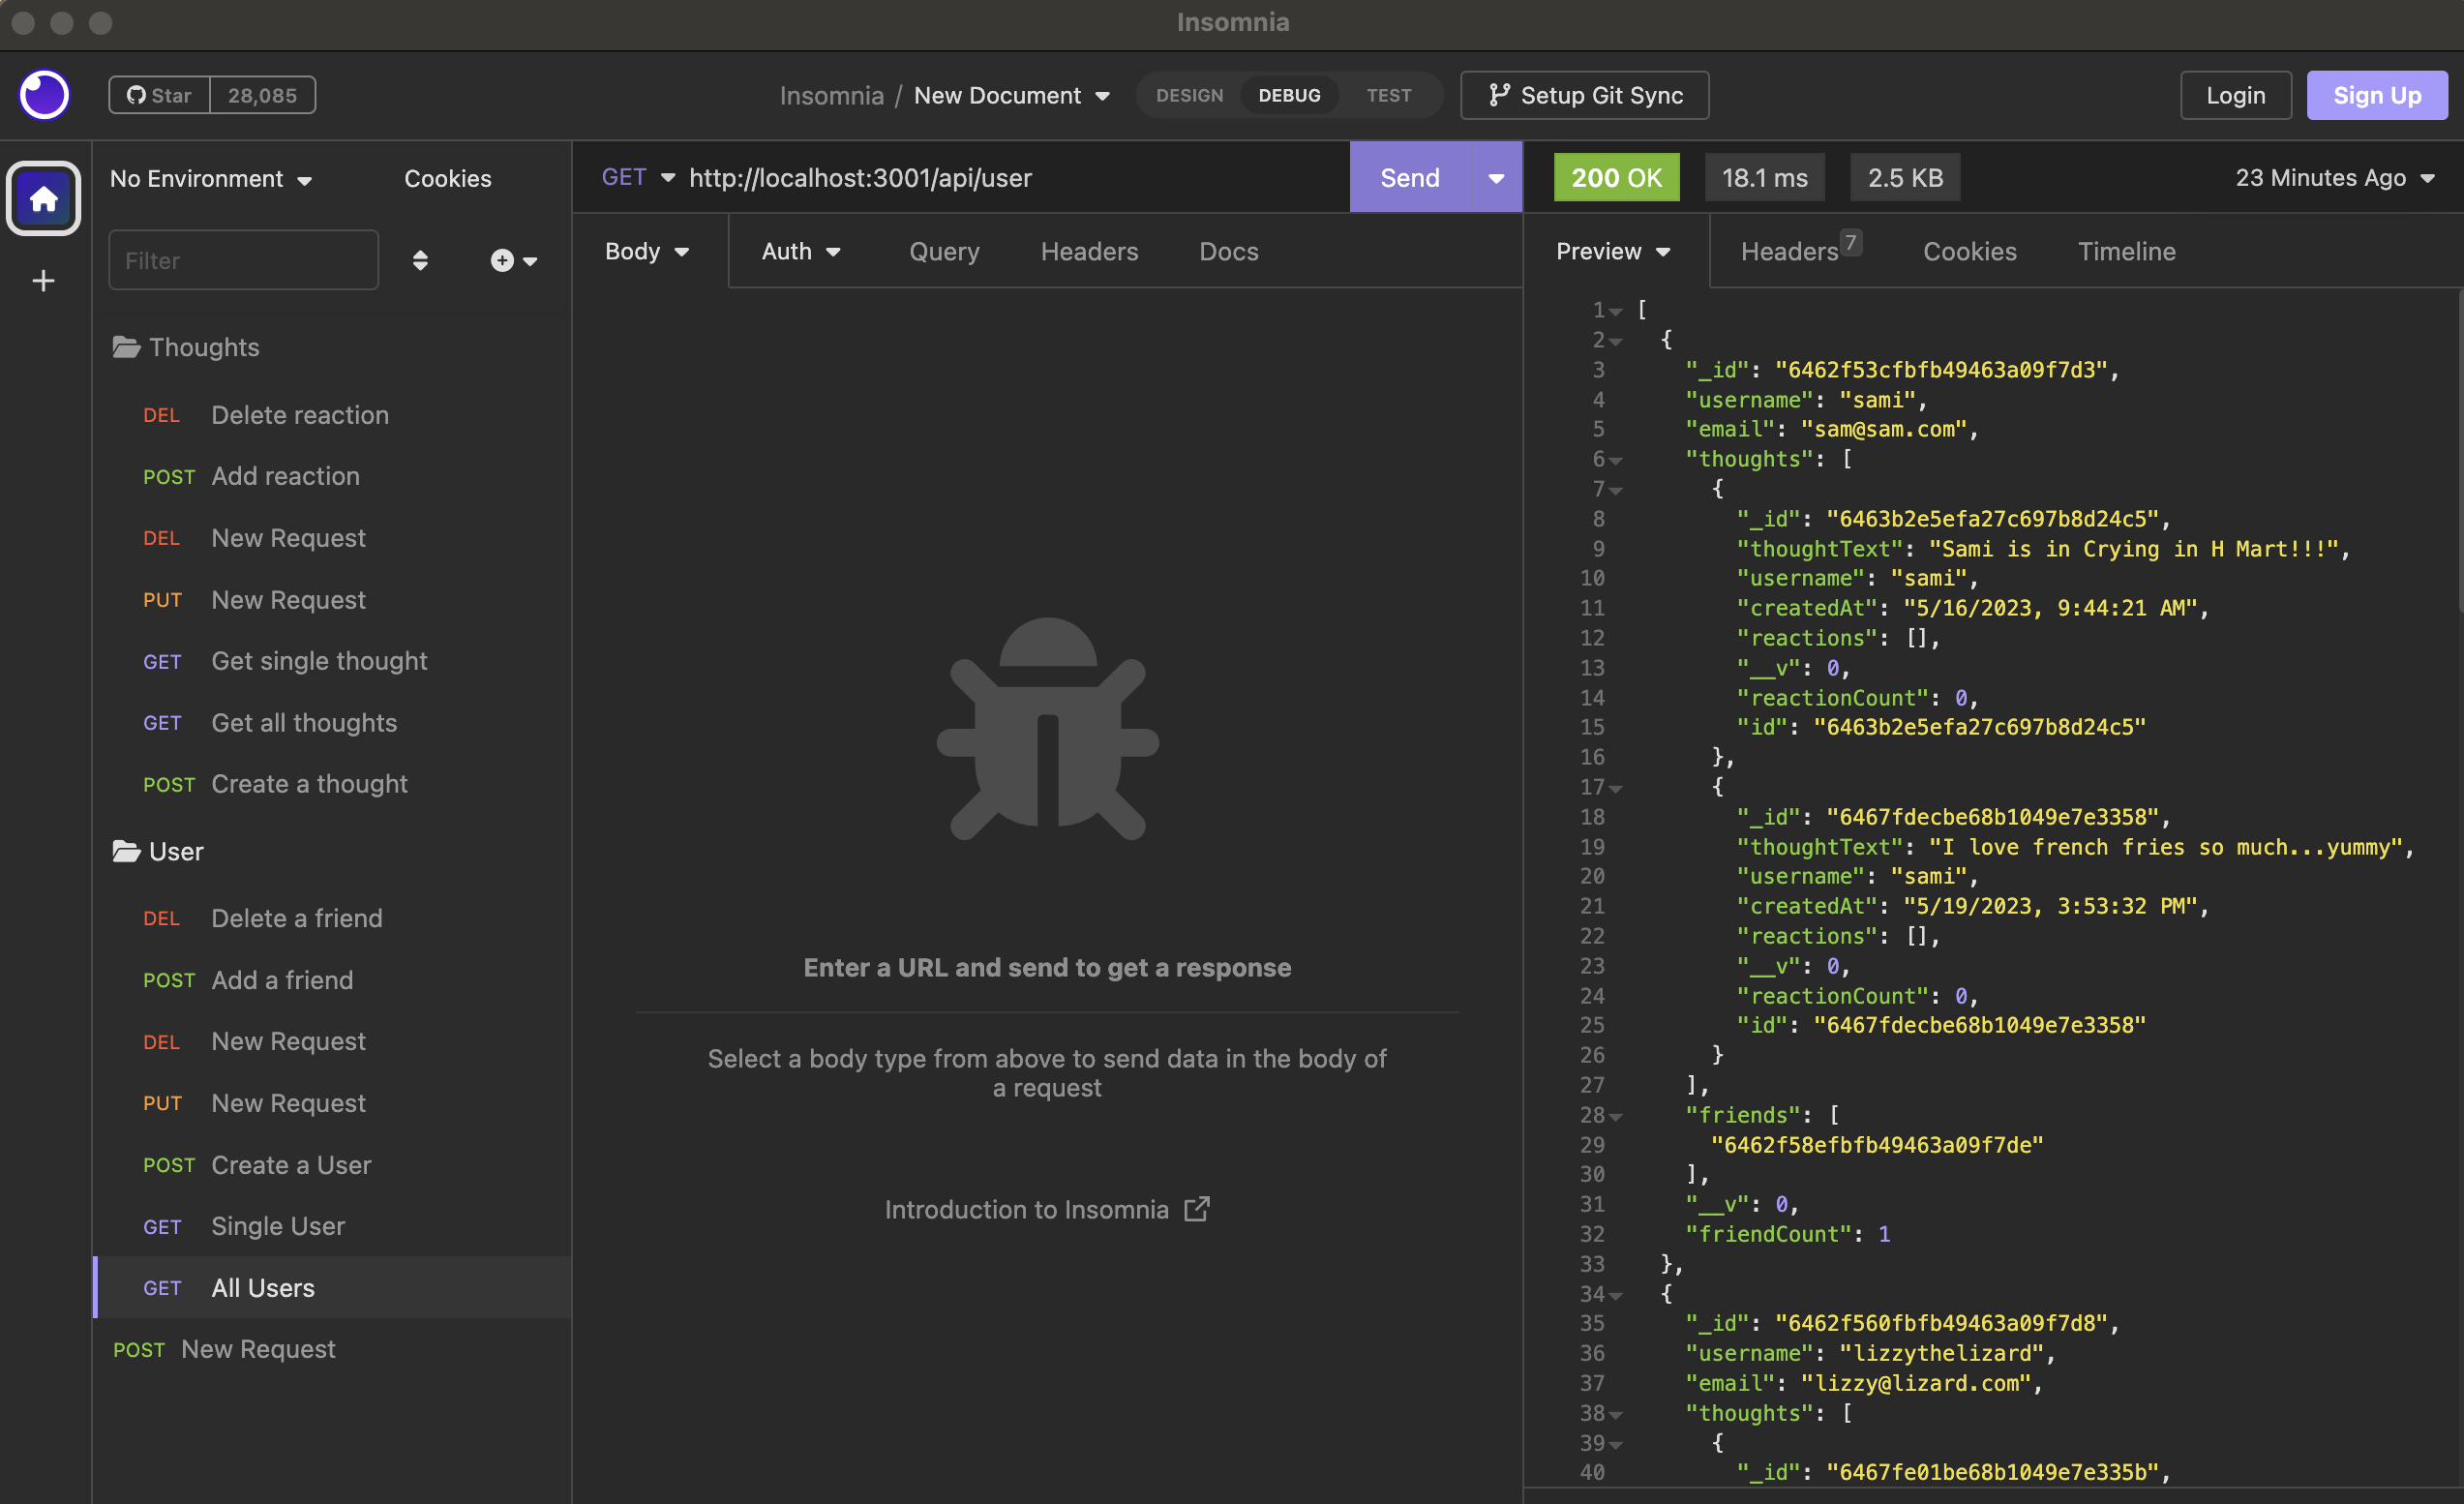 Insomnia
Star 28,085
Insomnia / New Document
DESIGN DEBUG TEST
Setup Git Sync
Login
Sign Up
No Environment
Cookies
Filter
Thoughts
DEL Delete reaction
POST Add reaction
DEL New Request
PUT New Request
GET Get single thought
GET Get all thoughts
POST Create a thought
User
DEL Delete a friend
POST Add a friend
DEL New Request
PUT New Request
POST Create a User
GET Single User
GET All Users
POST New Request
GET http://localhost:3001/api/user
Send
Body Auth Query Headers Docs
Enter a URL and send to get a response
Select a body type from above to send data in the body of
a request
Introduction to Insomnia
200 OK 18.1 ms 2.5 KB 23 Minutes Ago
Preview Headers 7 Cookies Timeline
1 [
2 {
3 "_id": "6462f53cfbfb49463a09f7d3",
4 "username": "sami",
5 "email": "sam@sam.com",
6 "thoughts": [
7 {
8 "_id": "6463b2e5efa27c697b8d24c5",
9 "thoughtText": "Sami is in Crying in H Mart!!!",
10 "username": "sami",
11 "createdAt": "5/16/2023, 9:44:21 AM",
12 "reactions": [],
13 "__v": 0,
14 "reactionCount": 0,
15 "id": "6463b2e5efa27c697b8d24c5"
16 },
17 {
18 "_id": "6467fdecbe68b1049e7e3358",
19 "thoughtText": "I love french fries so much...yummy",
20 "username": "sami",
21 "createdAt": "5/19/2023, 3:53:32 PM",
22 "reactions": [],
23 "__v": 0,
24 "reactionCount": 0,
25 "id": "6467fdecbe68b1049e7e3358"
26 }
27 ],
28 "friends": [
29 "6462f58efbfb49463a09f7de"
30 ],
31 "__v": 0,
32 "friendCount": 1
33 },
34 {
35 "_id": "6462f560fbfb49463a09f7d8",
36 "username": "lizzythelizard",
37 "email": "lizzy@lizard.com",
38 "thoughts": [
39 {
40 "_id": "6467fe01be68b1049e7e335b",